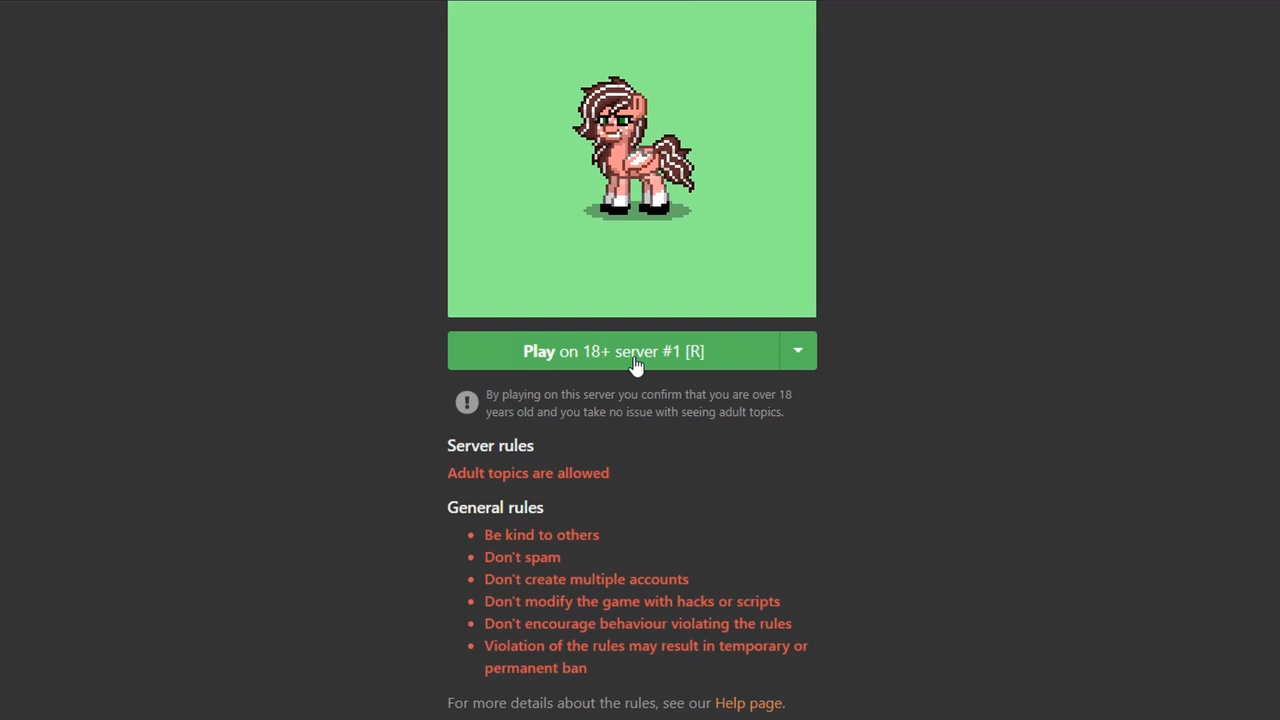 Play on 18+ server #1 [R]
By playing on this server you confirm that you are over 18
years old and you take no issue with seeing adult topics.
Server rules
Adult topics are allowed
General rules
Be kind to others
Don't spam
Don't create multiple accounts
Don't modify the game with hacks or scripts
Don't encourage behaviour violating the rules
Violation of the rules may result in temporary or
permanent ban
For more details about the rules, see our Help page.